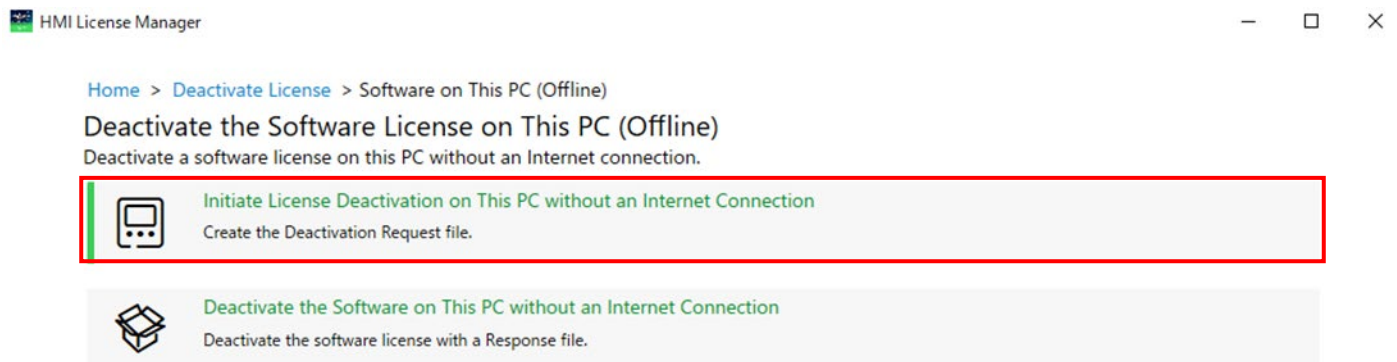 HMI License Manager
Home > Deactivate License > Software on This PC (Offline)
Deactivate the Software License on This PC (Offline)
Deactivate a software license on this PC without an Internet connection.
Initiate License Deactivation on This PC without an Internet Connection
Create the Deactivation Request file.
Deactivate the Software on This PC without an Internet Connection
Deactivate the software license with a Response file.